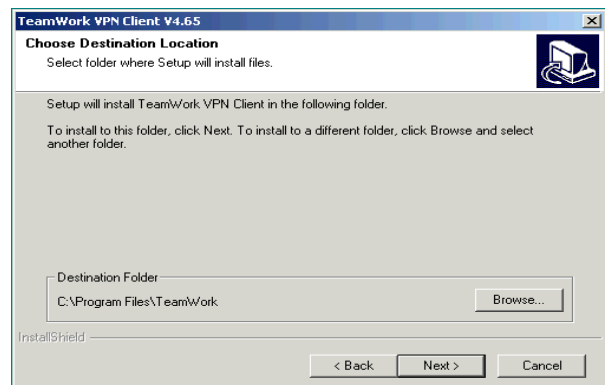 TeamWork VPN Client V4.65
Choose Destination Location
Select folder where Setup will install files.
Setup will install TeamWork VPN Client in the following folder.
To install to this folder, click Next. To install to a different folder, click Browse and select
another folder.
Destination Folder
C:\Program Files\TeamWork
Browse...
InstallShield
< Back
Next >
Cancel